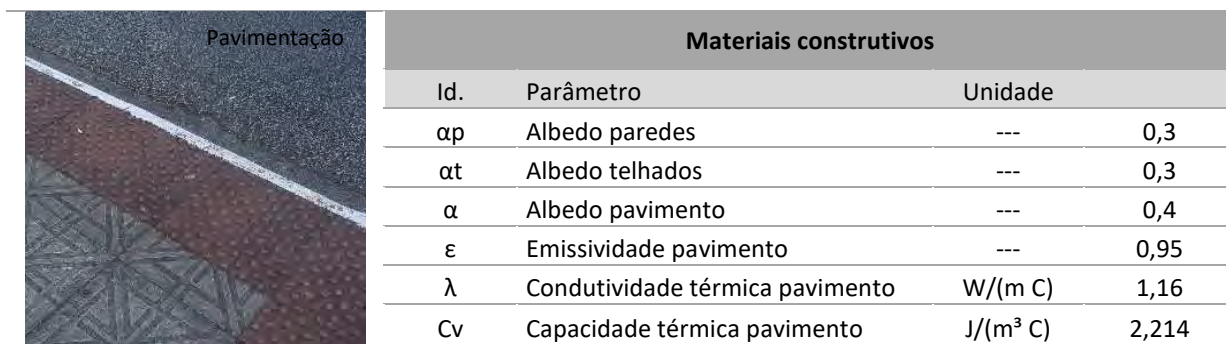 Pavimentação
Materiais construtivos
Id. Parâmetro Unidade
αp Albedo paredes --- 0,3
αt Albedo telhados --- 0,3
α Albedo pavimento --- 0,4
ε Emissividade pavimento --- 0,95
λ Condutividade térmica pavimento W/(m C) 1,16
Cv Capacidade térmica pavimento J/(m³ C) 2,214